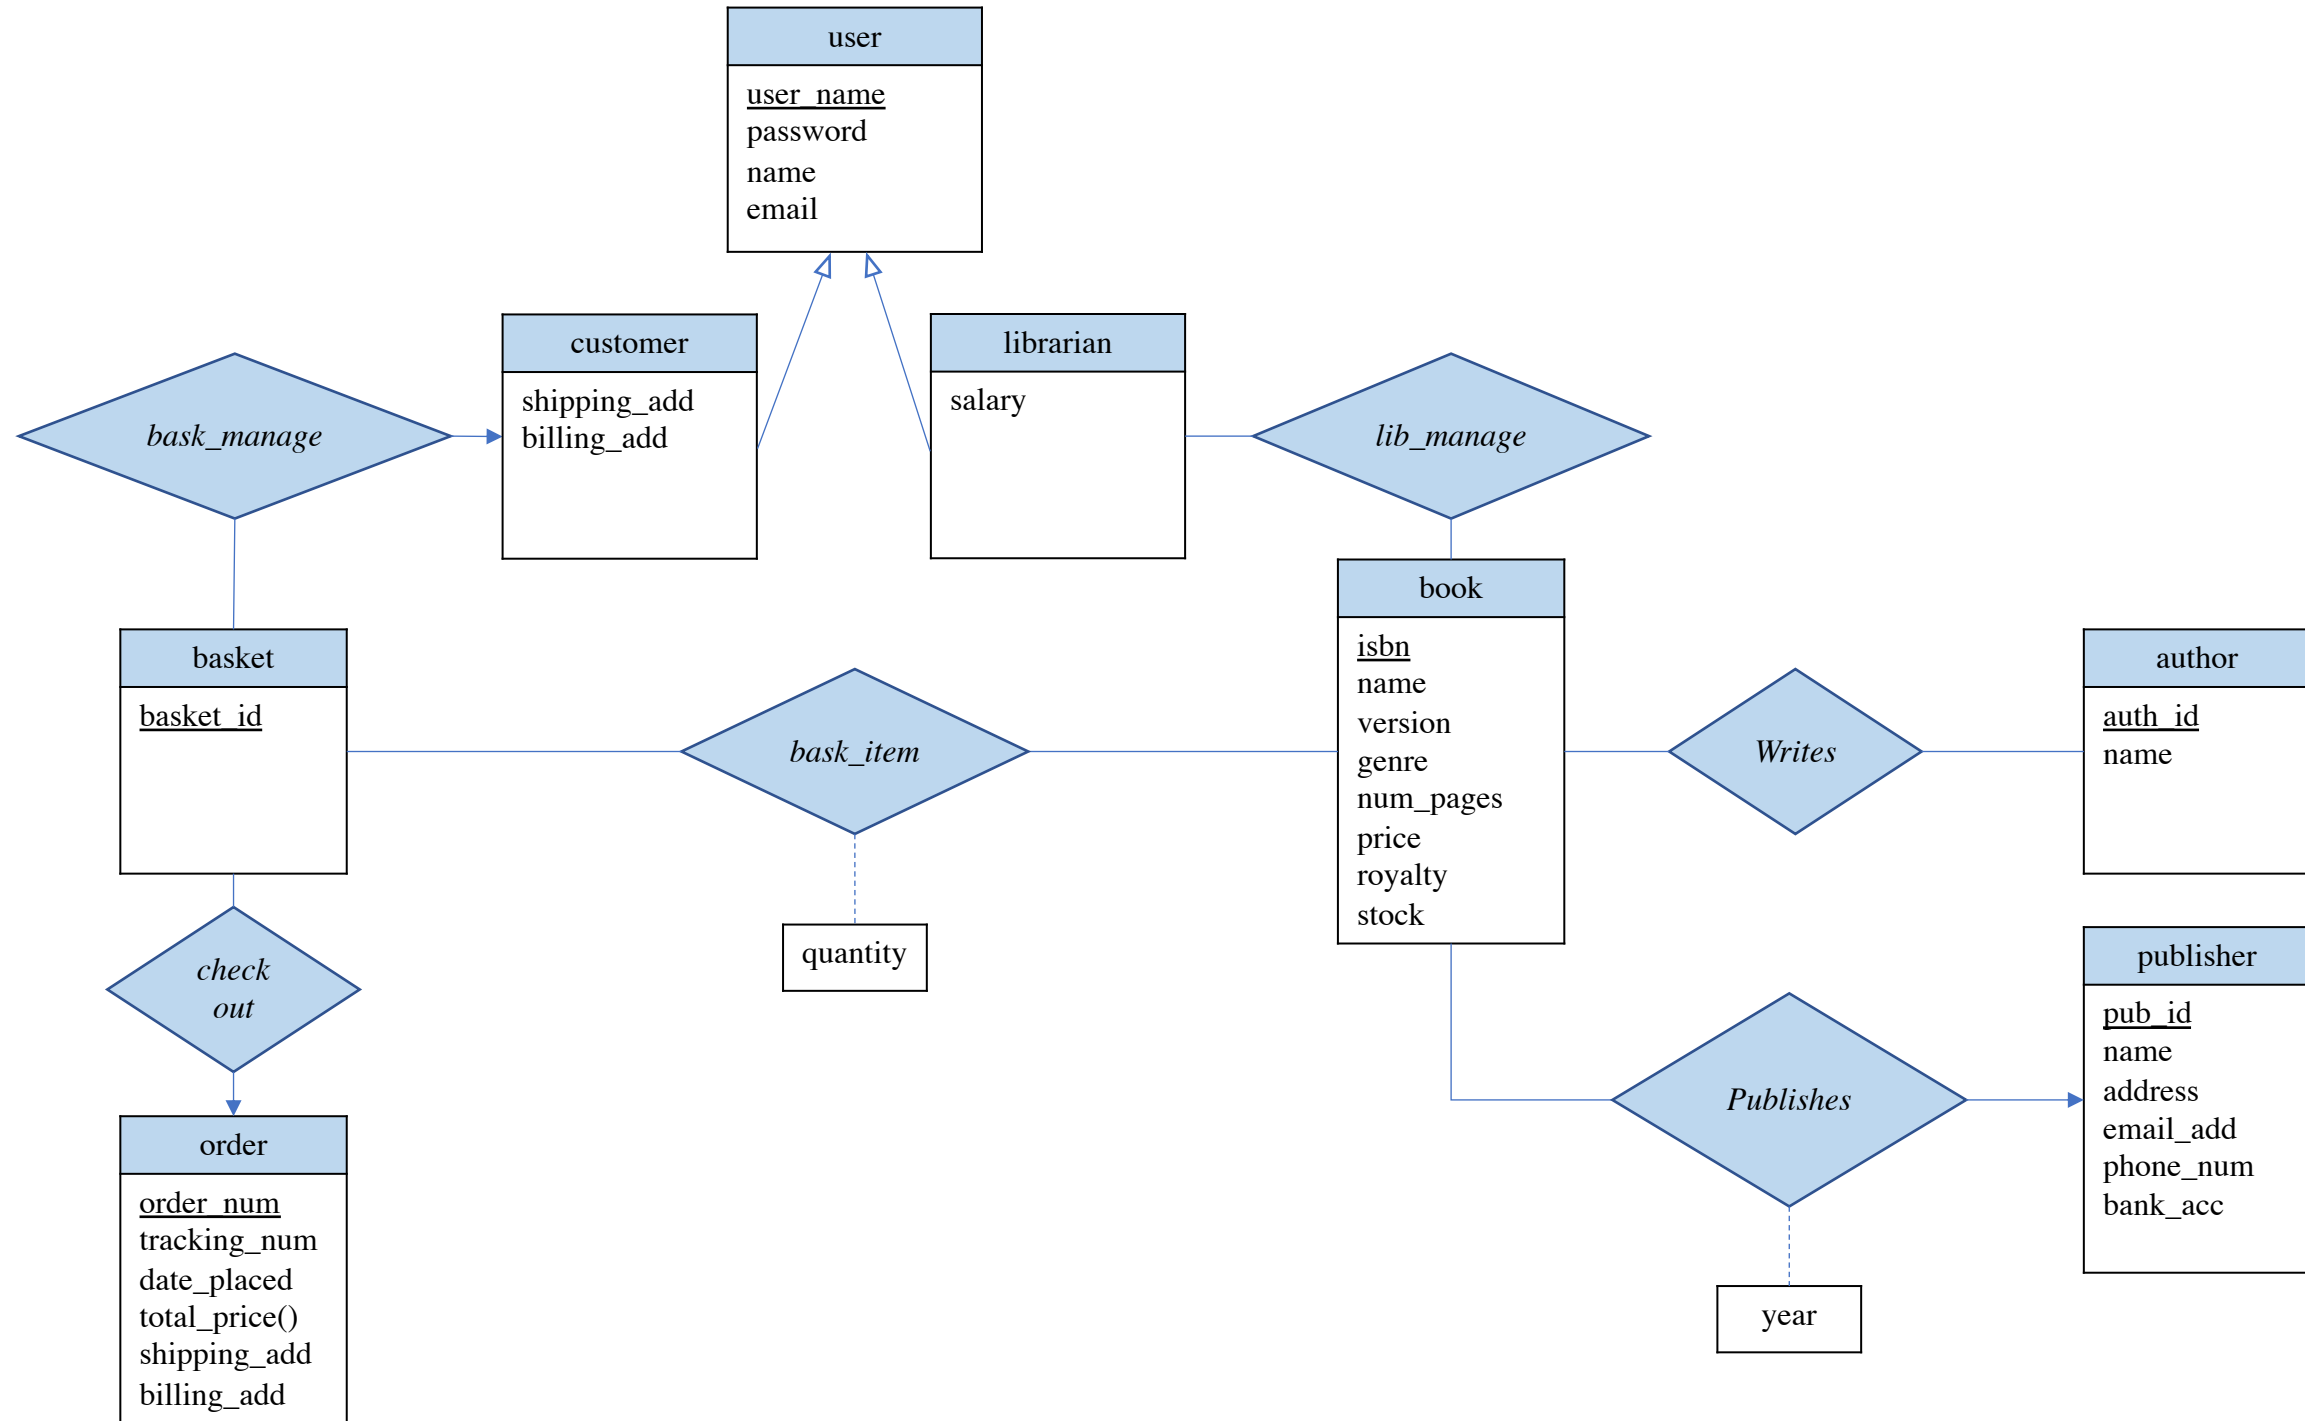 user
user_name
password
name
email
customer
shipping_add
billing_add
librarian
salary
bask_manage
lib_manage
basket
basket_id
bask_item
quantity
book
isbn
name
version
genre
num_pages
price
royalty
stock
Writes
author
auth_id
name
check
out
order
order_num
tracking_num
date_placed
total_price()
shipping_add
billing_add
Publishes
year
publisher
pub_id
name
address
email_add
phone_num
bank_acc